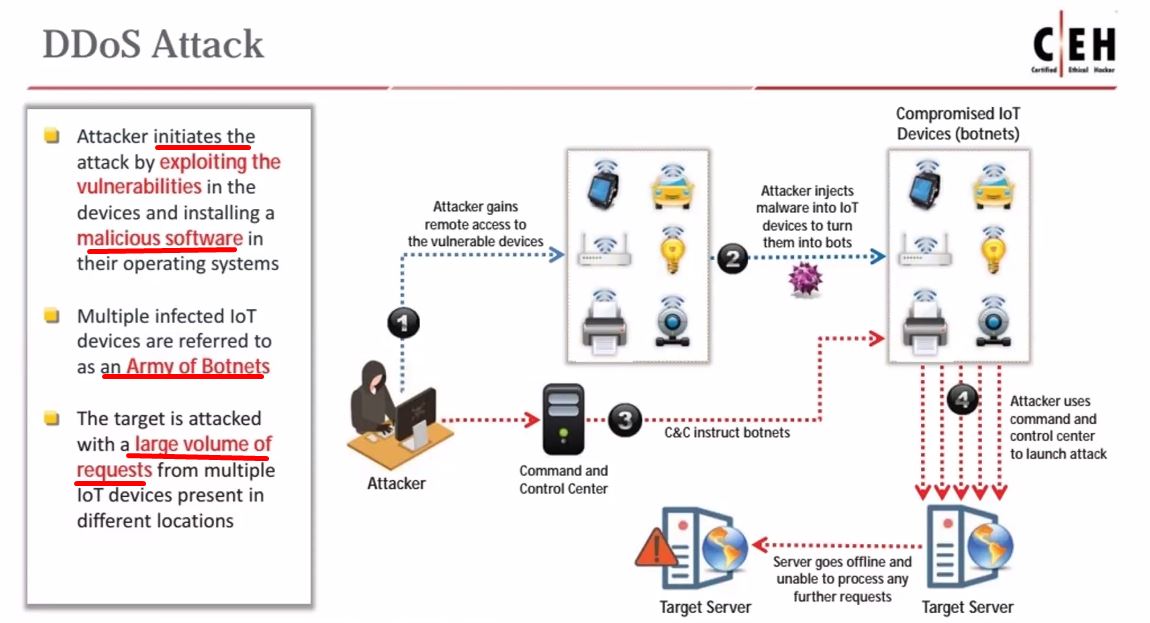 DDoS Attack
C|EH
Certified Ethical Hacker
Attacker initiates the
attack by exploiting the
vulnerabilities in the
devices and installing a
malicious software in
their operating systems
Multiple infected IoT
devices are referred to
as an Army of Botnets
The target is attacked
with a large volume of
requests from multiple
IoT devices present in
different locations
Attacker gains
remote access to
the vulnerable devices
1
Attacker
2
Attacker injects
malware into IoT
devices to turn
them into bots
Compromised IoT
Devices (botnets)
Command and
Control Center
3
C&C instruct botnets
4
Attacker uses
command and
control center
to launch attack
Target Server
Server goes offline and
unable to process any
further requests
Target Server